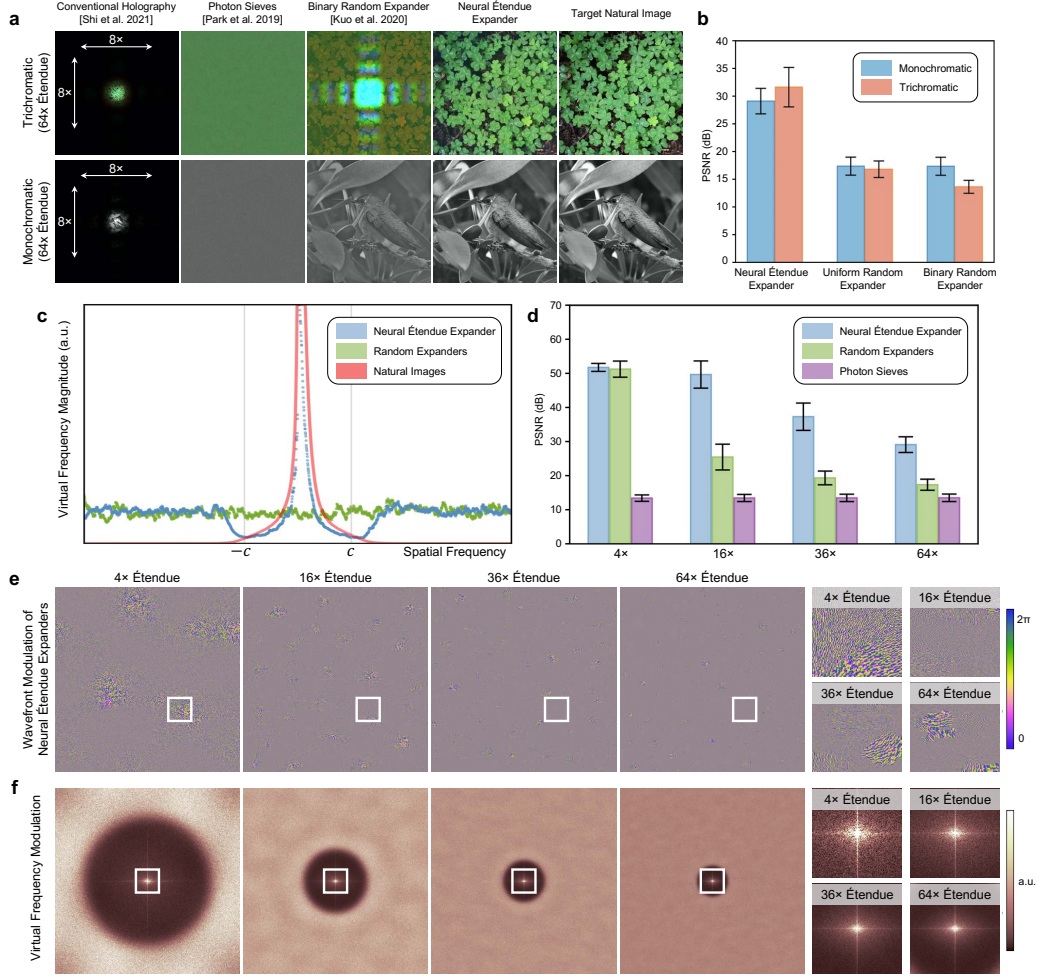 a
Conventional Holography
[Shi et al. 2021]
Photon Sieves
[Park et al. 2019]
Binary Random Expander
[Kuo et al. 2020]
Neural Étendue
Expander
Target Natural Image
Trichromatic
(64x Étendue)
8×
8×
Monochromatic
(64x Étendue)
8×
8×
b
PSNR (dB)
40
35
30
25
20
15
10
5
0
Monochromatic
Trichromatic
Neural Étendue
Expander
Uniform Random
Expander
Binary Random
Expander
c
Virtual Frequency Magnitude (a.u.)
Neural Étendue Expander
Random Expanders
Natural Images
−c
c
Spatial Frequency
d
PSNR (dB)
70
60
50
40
30
20
10
0
Neural Étendue Expander
Random Expanders
Photon Sieves
4×
16×
36×
64×
e
4× Étendue
16× Étendue
36× Étendue
64× Étendue
Wavefront Modulation of
Neural Étendue Expanders
4× Étendue
16× Étendue
36× Étendue
64× Étendue
2π
0
f
Virtual Frequency Modulation
4× Étendue
16× Étendue
36× Étendue
64× Étendue
a.u.